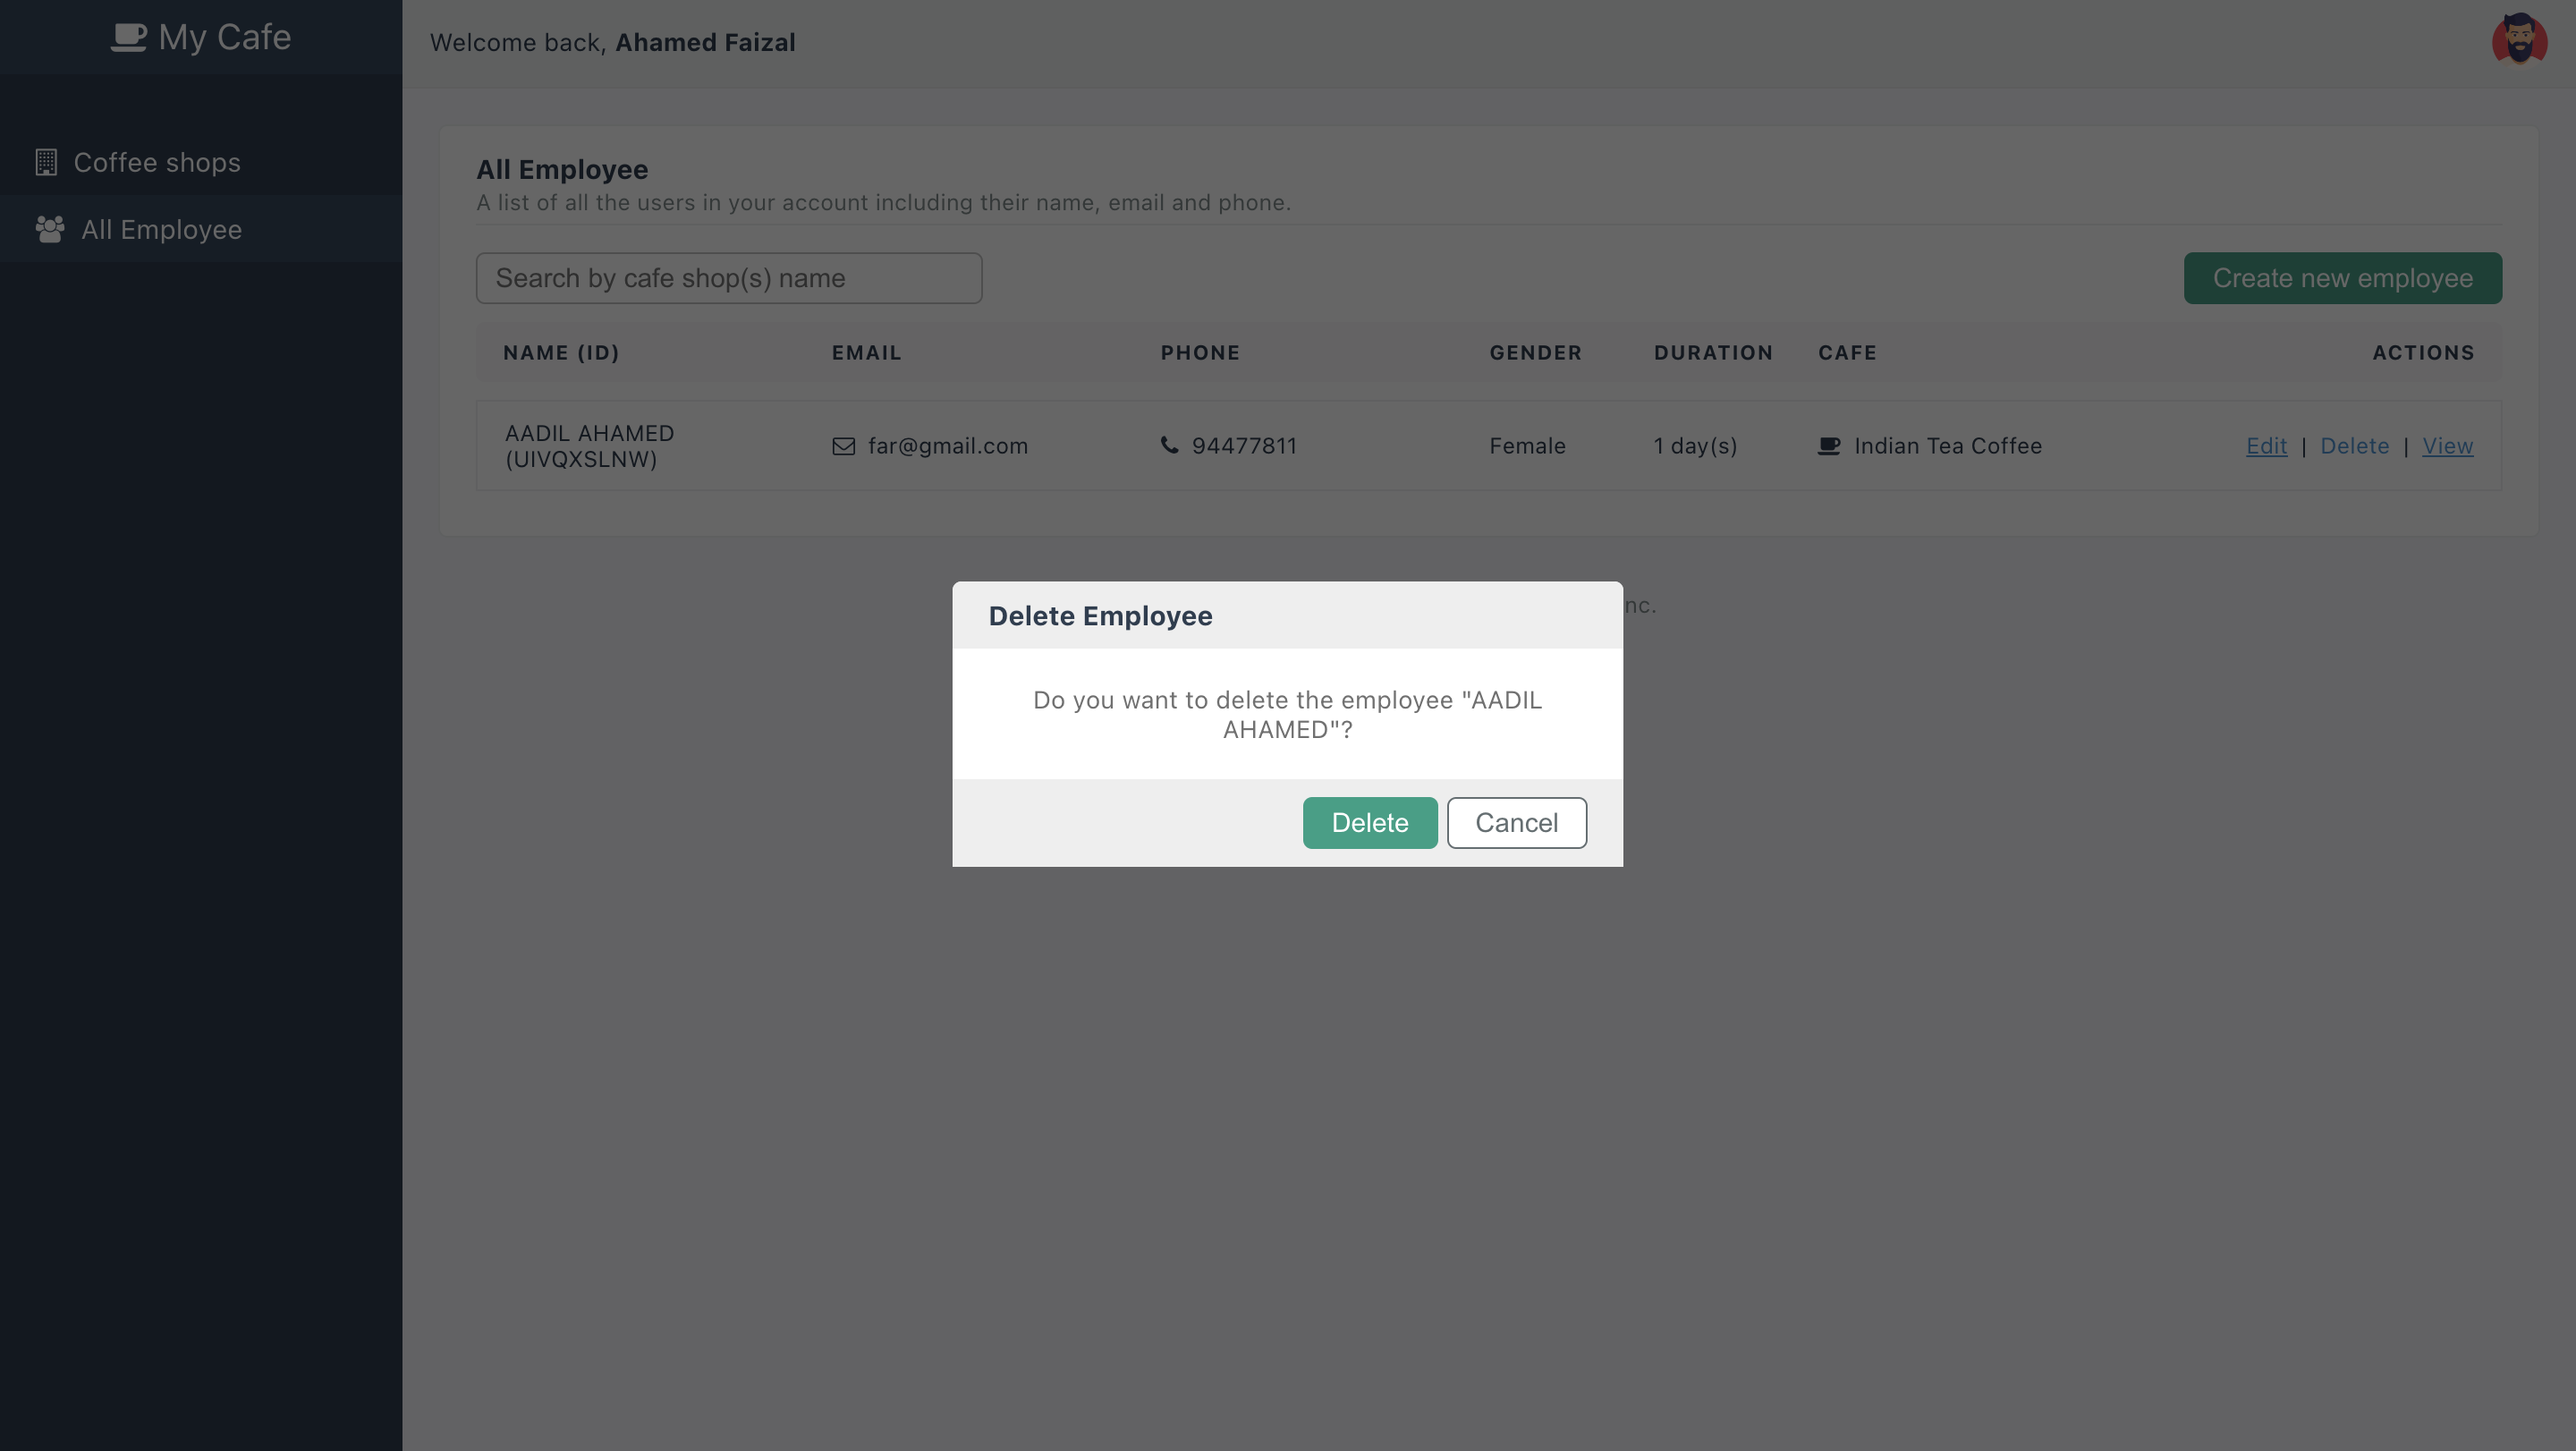 My Cafe
Welcome back, Ahamed Faizal
Coffee shops
All Employee
All Employee
A list of all the users in your account including their name, email and phone.
Search by cafe shop(s) name
Create new employee
NAME (ID) EMAIL PHONE GENDER DURATION CAFE ACTIONS
AADIL AHAMED
(UIVQXSLNW)
far@gmail.com 94477811 Female 1 day(s) Indian Tea Coffee Edit | Delete | View
Delete Employee
Do you want to delete the employee "AADIL
AHAMED"?
Delete Cancel